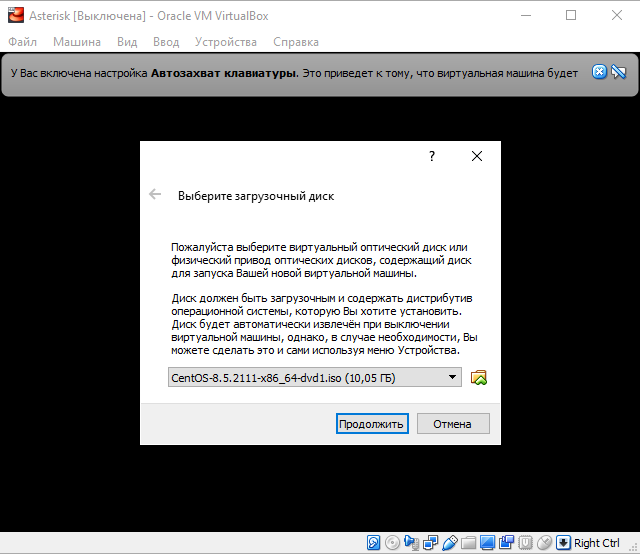 Asterisk [Выключена] - Oracle VM VirtualBox
Файл Машина Вид Ввод Устройства Справка
У Вас включена настройка Автозахват клавиатуры. Это приведет к тому, что виртуальная машина будет
?
Выберите загрузочный диск
Пожалуйста выберите виртуальный оптический диск или
физический привод оптических дисков, содержащий диск
для запуска Вашей новой виртуальной машины.
Диск должен быть загрузочным и содержать дистрибутив
операционной системы, которую Вы хотите установить.
Диск будет автоматически извлечён при выключении
виртуальной машины, однако, в случае необходимости, Вы
можете сделать это и сами используя меню Устройства.
CentOS-8.5.2111-x86_64-dvd1.iso (10,05 ГБ)
Продолжить Отмена
Right Ctrl